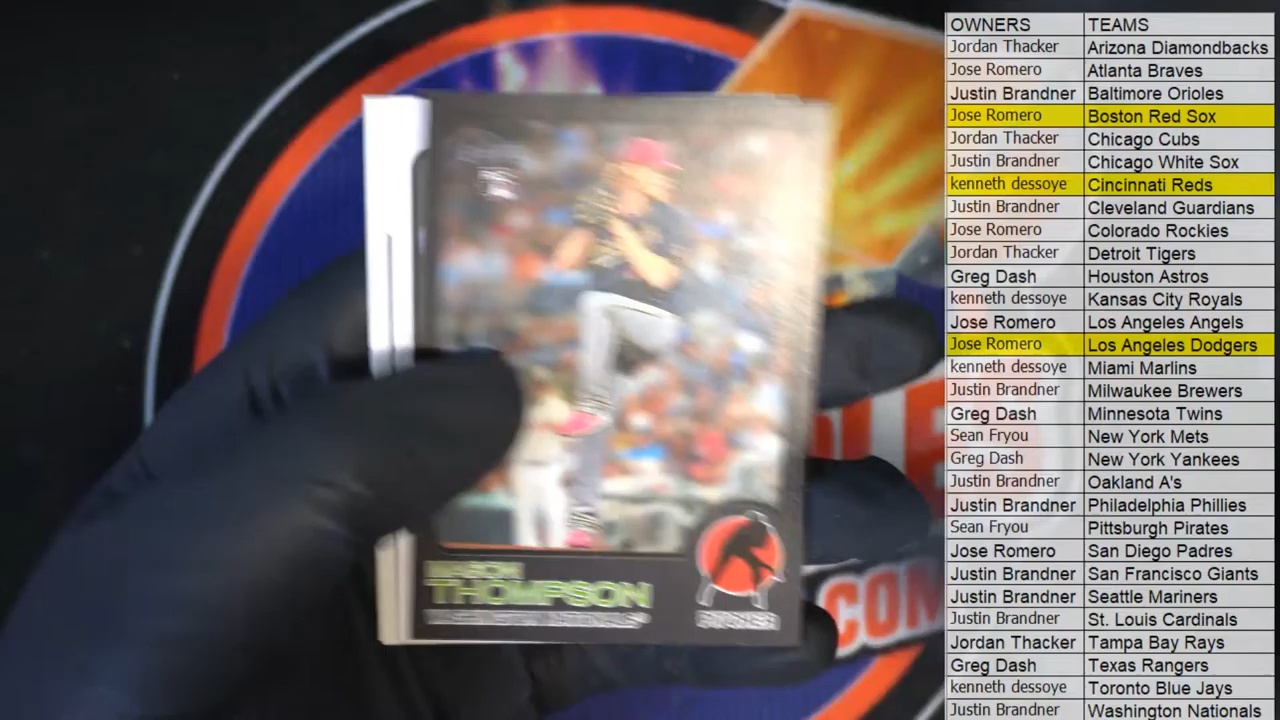 MASON
THOMPSON
WASHINGTON NATIONALS
.COM
OWNERS TEAMS
Jordan Thacker Arizona Diamondbacks
Jose Romero Atlanta Braves
Justin Brandner Baltimore Orioles
Jose Romero Boston Red Sox
Jordan Thacker Chicago Cubs
Justin Brandner Chicago White Sox
kenneth dessoye Cincinnati Reds
Justin Brandner Cleveland Guardians
Jose Romero Colorado Rockies
Jordan Thacker Detroit Tigers
Greg Dash Houston Astros
kenneth dessoye Kansas City Royals
Jose Romero Los Angeles Angels
Jose Romero Los Angeles Dodgers
kenneth dessoye Miami Marlins
Justin Brandner Milwaukee Brewers
Greg Dash Minnesota Twins
Sean Fryou New York Mets
Greg Dash New York Yankees
Justin Brandner Oakland A's
Justin Brandner Philadelphia Phillies
Sean Fryou Pittsburgh Pirates
Jose Romero San Diego Padres
Justin Brandner San Francisco Giants
Justin Brandner Seattle Mariners
Justin Brandner St. Louis Cardinals
Jordan Thacker Tampa Bay Rays
Greg Dash Texas Rangers
kenneth dessoye Toronto Blue Jays
Justin Brandner Washington Nationals